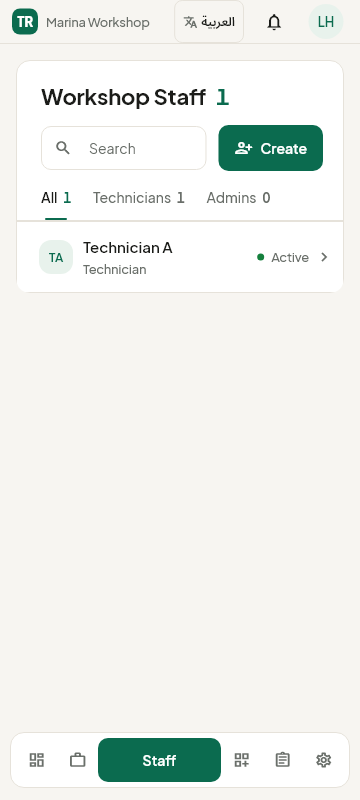 TR Marina Workshop العربية LH
Workshop Staff 1
Search Create
All 1 Technicians 1 Admins 0
TA Technician A Active
Technician
Staff